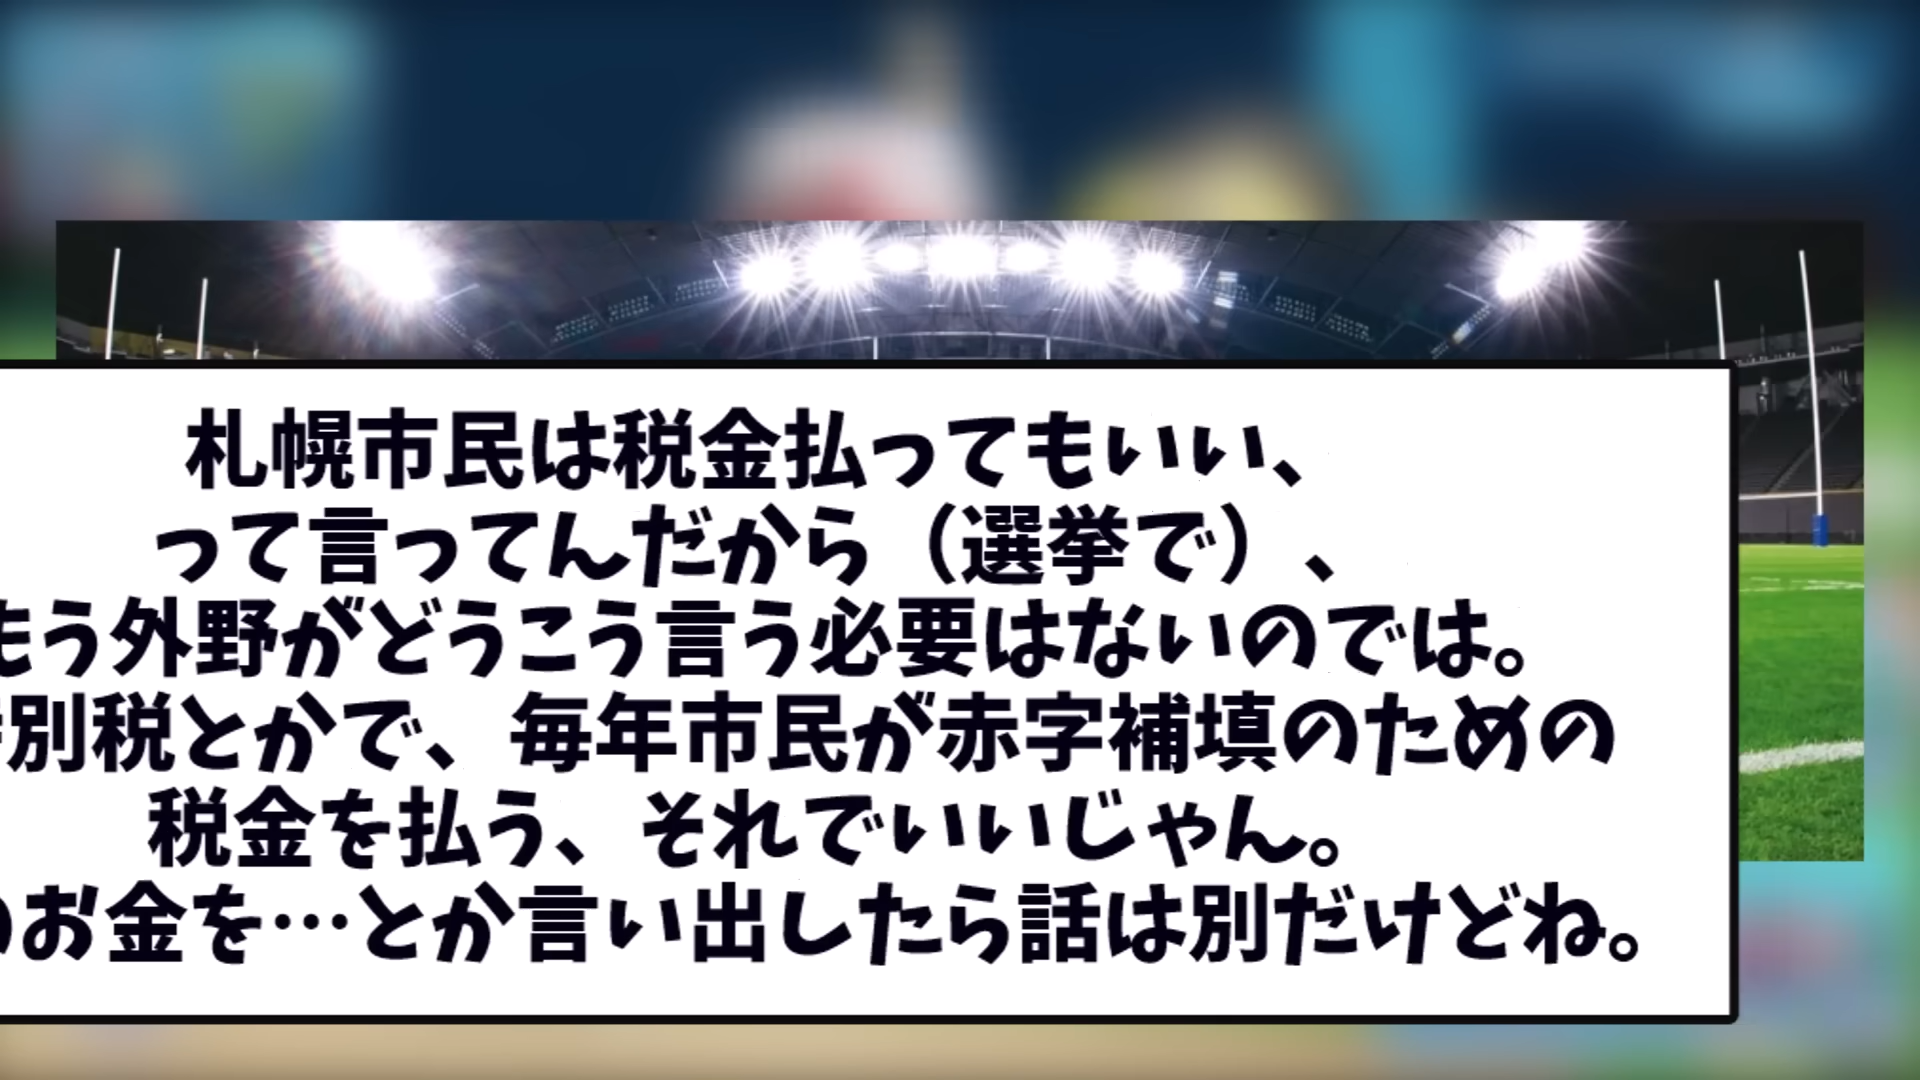 札幌市民は税金払ってもいい、
って言ってんだから（選挙で）、
もう外野がどうこう言う必要はないのでは。
別税とかで、毎年市民が赤字補填のための
税金を払う、それでいいじゃん。
お金を…とか言い出したら話は別だけどね。